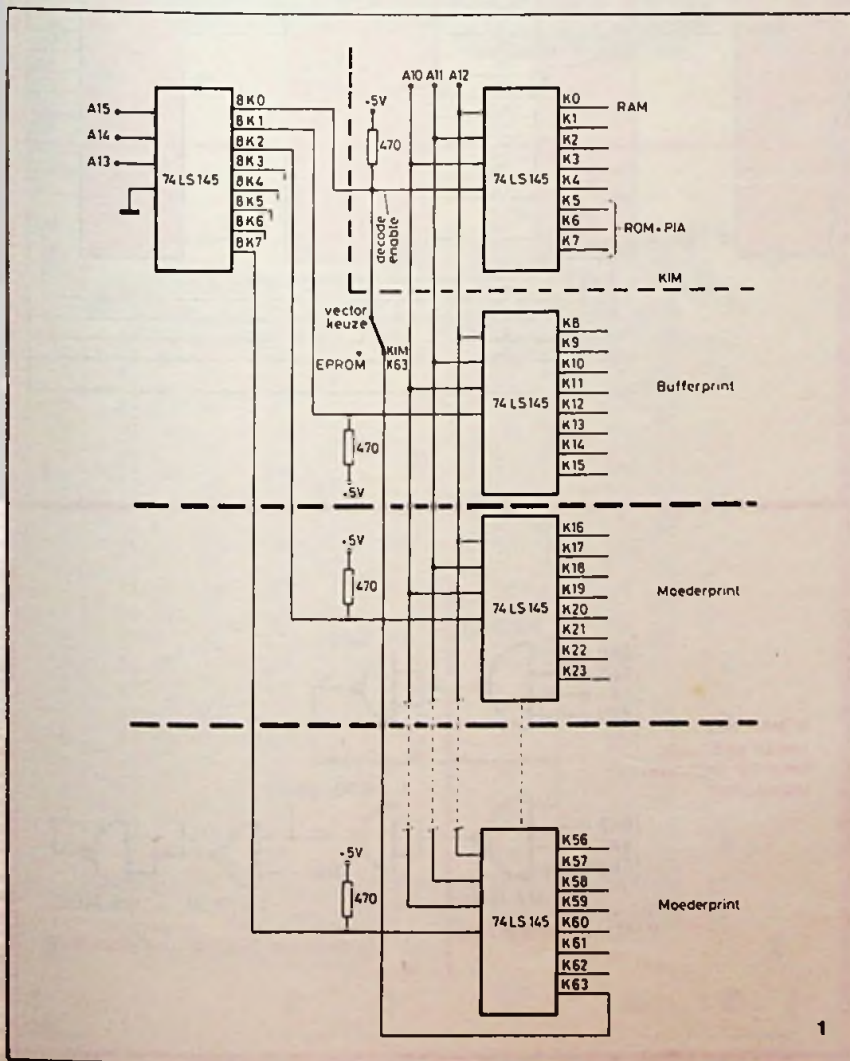 A15
A14
A13
74LS145
8K0
8K1
8K2
8K3
8K4
8K5
8K6
8K7
+5V
470
decode
enable
A10 A11 A12
74LS145
K0
K1
K2
K3
K4
K5
K6
K7
RAM
ROM+PIA
KIM
vector
keuze
KIM
K63
EPROM
470
+5V
74LS145
K8
K9
K10
K11
K12
K13
K14
K15
Bufferprint
+5V
470
74LS145
K16
K17
K18
K19
K20
K21
K22
K23
Moederprint
+5V
470
74LS145
K56
K57
K58
K59
K60
K61
K62
K63
Moederprint
1